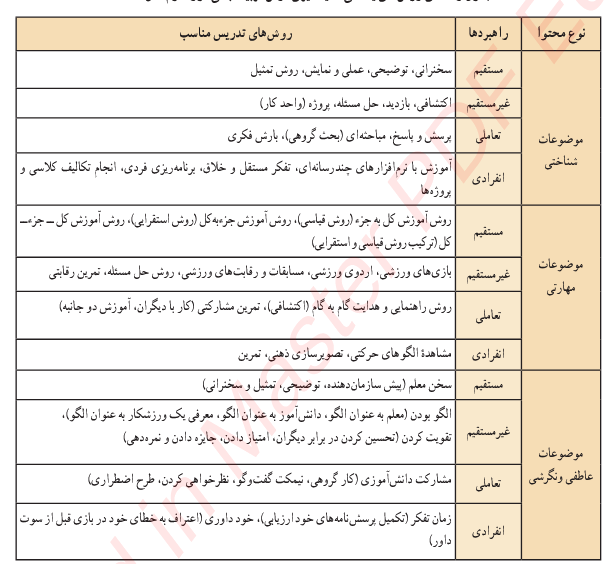 نوع محتوا
راهبردها
روش‌های تدریس مناسب
موضوعات
شناختی
مستقیم
سخنرانی، توضیحی، عملی و نمایش، روش تمثیل
غیرمستقیم
اکتشافی، بازدید، حل مسئله، پروژه (واحد کار)
تعاملی
پرسش و پاسخ، مباحثه‌ای (بحث گروهی)، بارش فکری
انفرادی
آموزش با نرم‌افزارهای چندرسانه‌ای، تفکر مستقل و خلاق، برنامه‌ریزی فردی، انجام تکالیف کلاسی و
پروژه‌ها
موضوعات
مهارتی
مستقیم
روش آموزش کل به جزء (روش قیاسی)، روش آموزش جزءبه‌کل (روش استقرایی)، روش آموزش کل ــ جزءــ
کل (ترکیب روش قیاسی و استقرایی)
غیرمستقیم
بازی‌های ورزشی، اردوی ورزشی، مسابقات و رقابت‌های ورزشی، روش حل مسئله، تمرین رقابتی
تعاملی
روش راهنمایی و هدایت گام به گام (اکتشافی)، تمرین مشارکتی (کار با دیگران، آموزش دو جانبه)
انفرادی
مشاهدهٔ الگوهای حرکتی، تصویرسازی ذهنی، تمرین
موضوعات
عاطفی ونگرشی
مستقیم
سخن معلم (پیش سازمان‌دهنده، توضیحی، تمثیل و سخنرانی)
غیرمستقیم
الگو بودن (معلم به عنوان الگو، دانش‌آموز به عنوان الگو، معرفی یک ورزشکار به عنوان الگو)،
تقویت کردن (تحسین کردن در برابر دیگران، امتیاز دادن، جایزه دادن و نمره‌دهی)
تعاملی
مشارکت دانش‌آموزی (کار گروهی، نیمکت گفت‌وگو، نظرخواهی کردن، طرح اضطراری)
انفرادی
زمان تفکر (تکمیل پرسش‌نامه‌های خود ارزیابی)، خود داوری (اعتراف به خطای خود در بازی قبل از سوت
داور)
in Master PDF